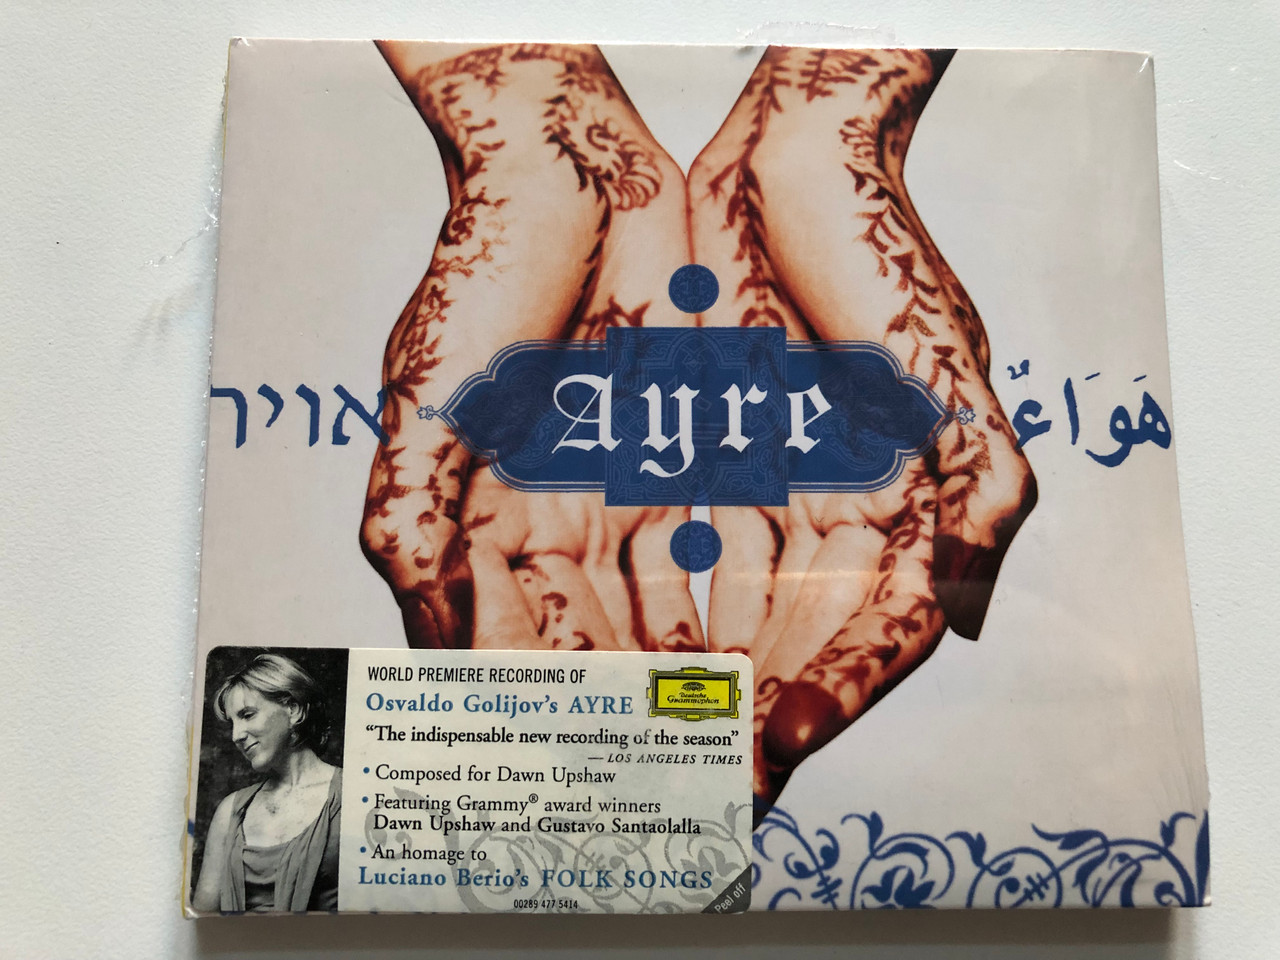 אויר
Ayre
هَوَاءٌ
WORLD PREMIERE RECORDING OF
Osvaldo Golijov's AYRE
Deutsche
Grammophon
"The indispensable new recording of the season"
— LOS ANGELES TIMES
• Composed for Dawn Upshaw
• Featuring Grammy® award winners
Dawn Upshaw and Gustavo Santaolalla
• An homage to
Luciano Berio's FOLK SONGS
00289 477 5414
Peel off